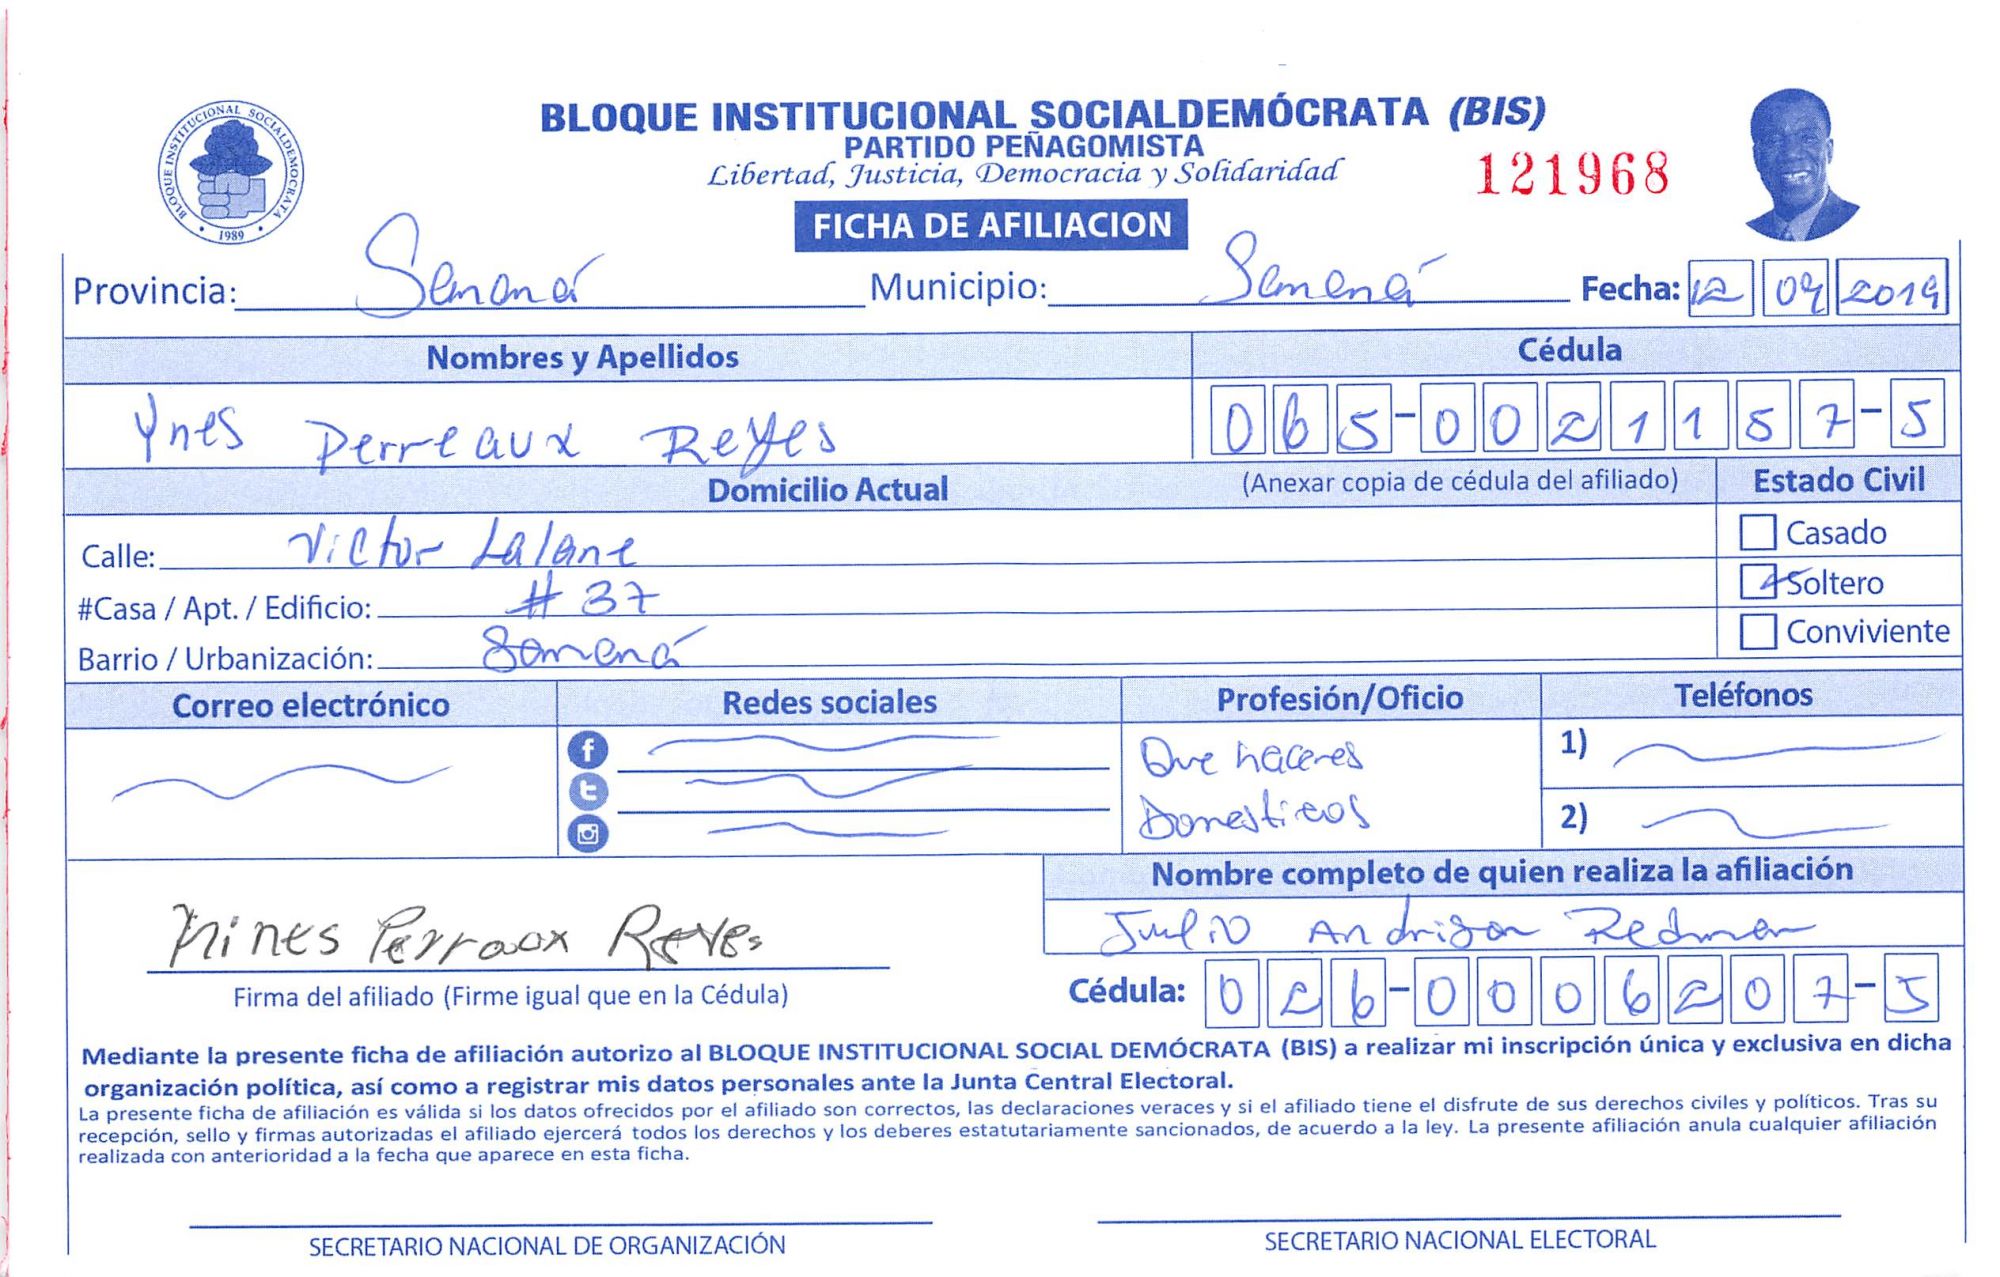 BLOQUE INSTITUCIONAL SOCIALDEMOCRATA
1989
BLOQUE INSTITUCIONAL SOCIALDEMÓCRATA (BIS)
PARTIDO PEÑAGOMISTA
Libertad, Justicia, Democracia y Solidaridad
121968
FICHA DE AFILIACION
Provincia: Samaná Municipio: Samaná Fecha: 12 09 2019
Nombres y Apellidos Cédula
Ynes Perreaux Reyes 065-0021157-5
Domicilio Actual (Anexar copia de cédula del afiliado) Estado Civil
Calle: Victor Lalane Casado
#Casa / Apt. / Edificio: # 37 Soltero
Barrio / Urbanización: Samaná Conviviente
Correo electrónico Redes sociales Profesión/Oficio Teléfonos
Que haceres 1)
Domesticos 2)
Nombre completo de quien realiza la afiliación
Julio Andrison Redman
Nines Perraox Reyes
Firma del afiliado (Firme igual que en la Cédula) Cédula: 026-0006207-5
Mediante la presente ficha de afiliación autorizo al BLOQUE INSTITUCIONAL SOCIAL DEMÓCRATA (BIS) a realizar mi inscripción única y exclusiva en dicha
organización política, así como a registrar mis datos personales ante la Junta Central Electoral.
La presente ficha de afiliación es válida si los datos ofrecidos por el afiliado son correctos, las declaraciones veraces y si el afiliado tiene el disfrute de sus derechos civiles y políticos. Tras su
recepción, sello y firmas autorizadas el afiliado ejercerá todos los derechos y los deberes estatutariamente sancionados, de acuerdo a la ley. La presente afiliación anula cualquier afiliación
realizada con anterioridad a la fecha que aparece en esta ficha.
SECRETARIO NACIONAL DE ORGANIZACIÓN SECRETARIO NACIONAL ELECTORAL